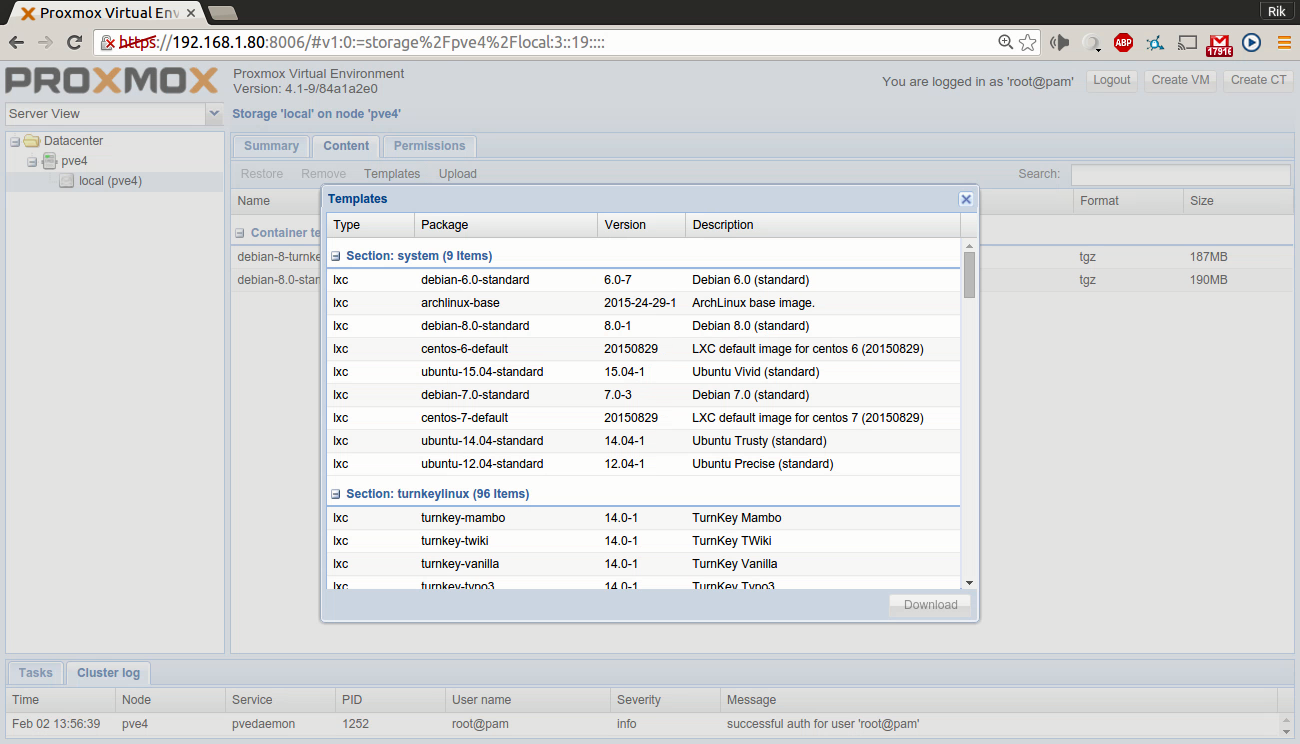 Proxmox Virtual Env
Rik
https://192.168.1.80:8006/#v1:0:=storage%2Fpve4%2Flocal:3::19::::
ABP
17916
PROXMOX
Proxmox Virtual Environment
Version: 4.1-9/84a1a2e0
You are logged in as 'root@pam'
Logout
Create VM
Create CT
Server View
Storage 'local' on node 'pve4'
Datacenter
pve4
local (pve4)
Summary
Content
Permissions
Restore
Remove
Templates
Upload
Search:
Name
Format
Size
Container te
debian-8-turnke
tgz
187MB
debian-8.0-star
tgz
190MB
Templates
Type
Package
Version
Description
Section: system (9 Items)
lxc debian-6.0-standard 6.0-7 Debian 6.0 (standard)
lxc archlinux-base 2015-24-29-1 ArchLinux base image.
lxc debian-8.0-standard 8.0-1 Debian 8.0 (standard)
lxc centos-6-default 20150829 LXC default image for centos 6 (20150829)
lxc ubuntu-15.04-standard 15.04-1 Ubuntu Vivid (standard)
lxc debian-7.0-standard 7.0-3 Debian 7.0 (standard)
lxc centos-7-default 20150829 LXC default image for centos 7 (20150829)
lxc ubuntu-14.04-standard 14.04-1 Ubuntu Trusty (standard)
lxc ubuntu-12.04-standard 12.04-1 Ubuntu Precise (standard)
Section: turnkeylinux (96 Items)
lxc turnkey-mambo 14.0-1 TurnKey Mambo
lxc turnkey-twiki 14.0-1 TurnKey TWiki
lxc turnkey-vanilla 14.0-1 TurnKey Vanilla
lxc turnkey-typo3 14.0-1 TurnKey Typo3
Download
Tasks
Cluster log
Time Node Service PID User name Severity Message
Feb 02 13:56:39 pve4 pvedaemon 1252 root@pam info successful auth for user 'root@pam'